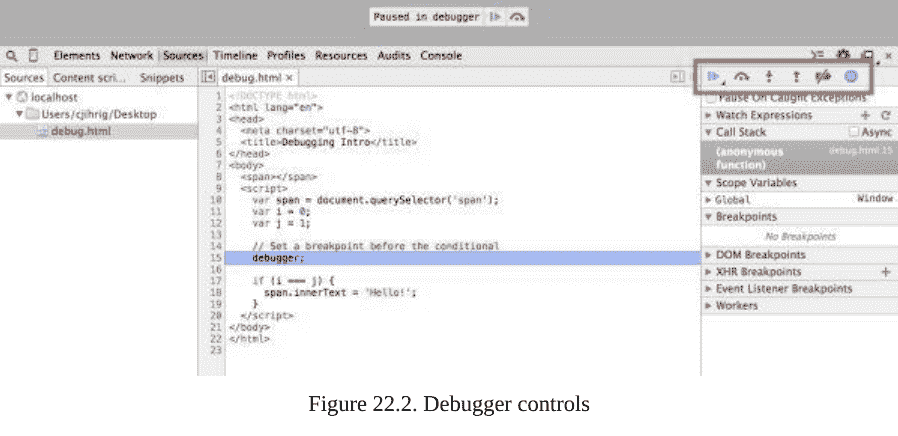 Paused in debugger
Elements Network Sources Timeline Profiles Resources Audits Console
Sources Content scri... Snippets debug.html ×
localhost
Users/cjihrig/Desktop
debug.html
1 <!DOCTYPE html>
2 <html lang="en">
3 <head>
4 <meta charset="utf-8">
5 <title>Debugging Intro</title>
6 </head>
7 <body>
8 <span></span>
9 <script>
10 var span = document.querySelector('span');
11 var i = 0;
12 var j = 1;
13
14 // Set a breakpoint before the conditional
15 debugger;
16
17 if (i === j) {
18 span.innerText = 'Hello!';
19 }
20 </script>
21 </body>
22 </html>
23
Pause On Caught Exceptions
Watch Expressions
Call Stack Async
(anonymous debug.html:15
function)
Scope Variables
Global Window
Breakpoints
No Breakpoints
DOM Breakpoints
XHR Breakpoints
Event Listener Breakpoints
Workers
Figure 22.2. Debugger controls